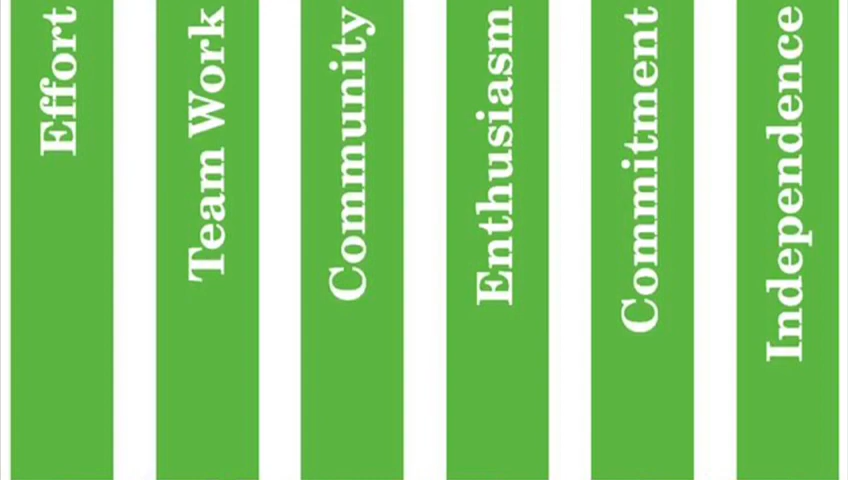 Effort
Team Work
Community
Enthusiasm
Commitment
Independence